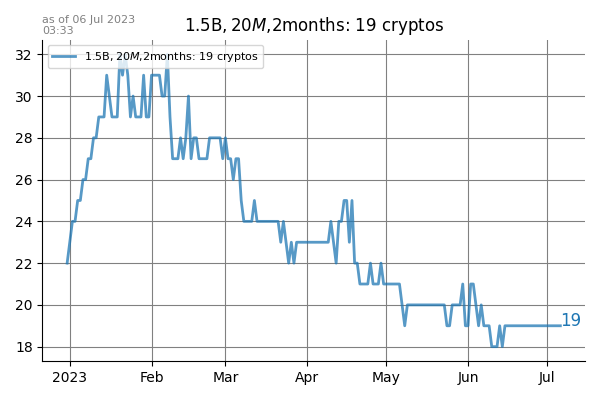 as of 06 Jul 2023
03:33
1.5B,20M,2months: 19 cryptos
1.5B,20M,2months: 19 cryptos
32
30
28
26
24
22
20
18
19
2023 Feb Mar Apr May Jun Jul